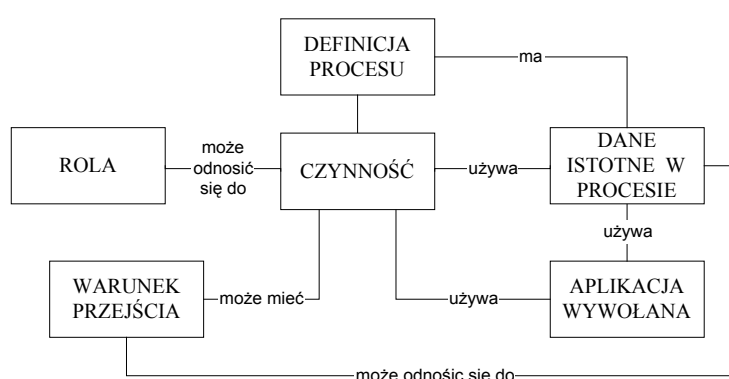 DEFINICJA
PROCESU
ma
ROLA
może
odnosić
się do
CZYNNOŚĆ
używa
DANE
ISTOTNE W
PROCESIE
używa
WARUNEK
PRZEJŚCIA
może mieć
używa
APLIKACJA
WYWOŁANA
może odnośic się do